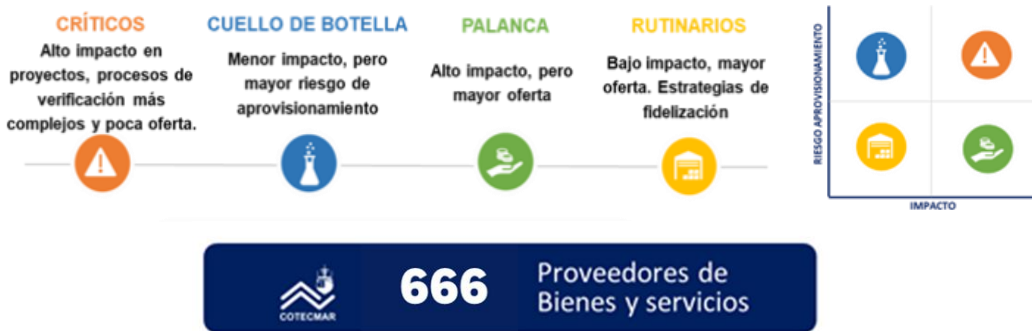 CRÍTICOS
Alto impacto en
proyectos, procesos de
verificación más
complejos y poca oferta.
CUELLO DE BOTELLA
Menor impacto, pero
mayor riesgo de
aprovisionamiento
PALANCA
Alto impacto, pero
mayor oferta
RUTINARIOS
Bajo impacto, mayor
oferta. Estrategias de
fidelización
RIESGO APROVISIONAMIENTO
IMPACTO
COTECMAR
666
Proveedores de
Bienes y servicios